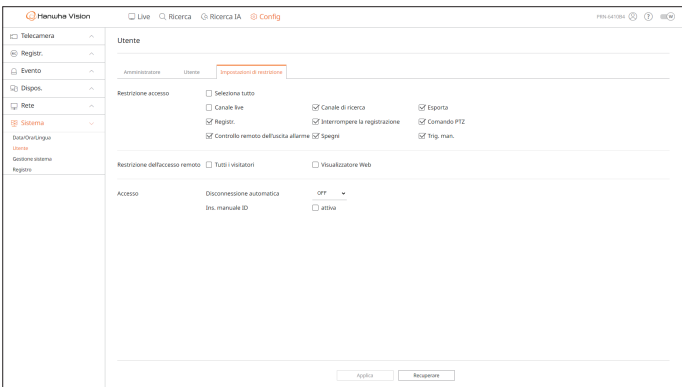 Hanwha Vision
Live Ricerca Ricerca IA Config
PRN-6410B4
Telecamera
Registr.
Evento
Dispos.
Rete
Sistema
Data/Ora/Lingua
Utente
Gestione sistema
Registro
Utente
Amministratore Utente Impostazioni di restrizione
Restrizione accesso Seleziona tutto
Canale live Canale di ricerca Esporta
Registr. Interrompere la registrazione Comando PTZ
Controllo remoto dell'uscita allarme Spegni Trig. man.
Restrizione dell'accesso remoto Tutti i visitatori Visualizzatore Web
Accesso Disconnessione automatica OFF
Ins. manuale ID attiva
Applica Recuperare